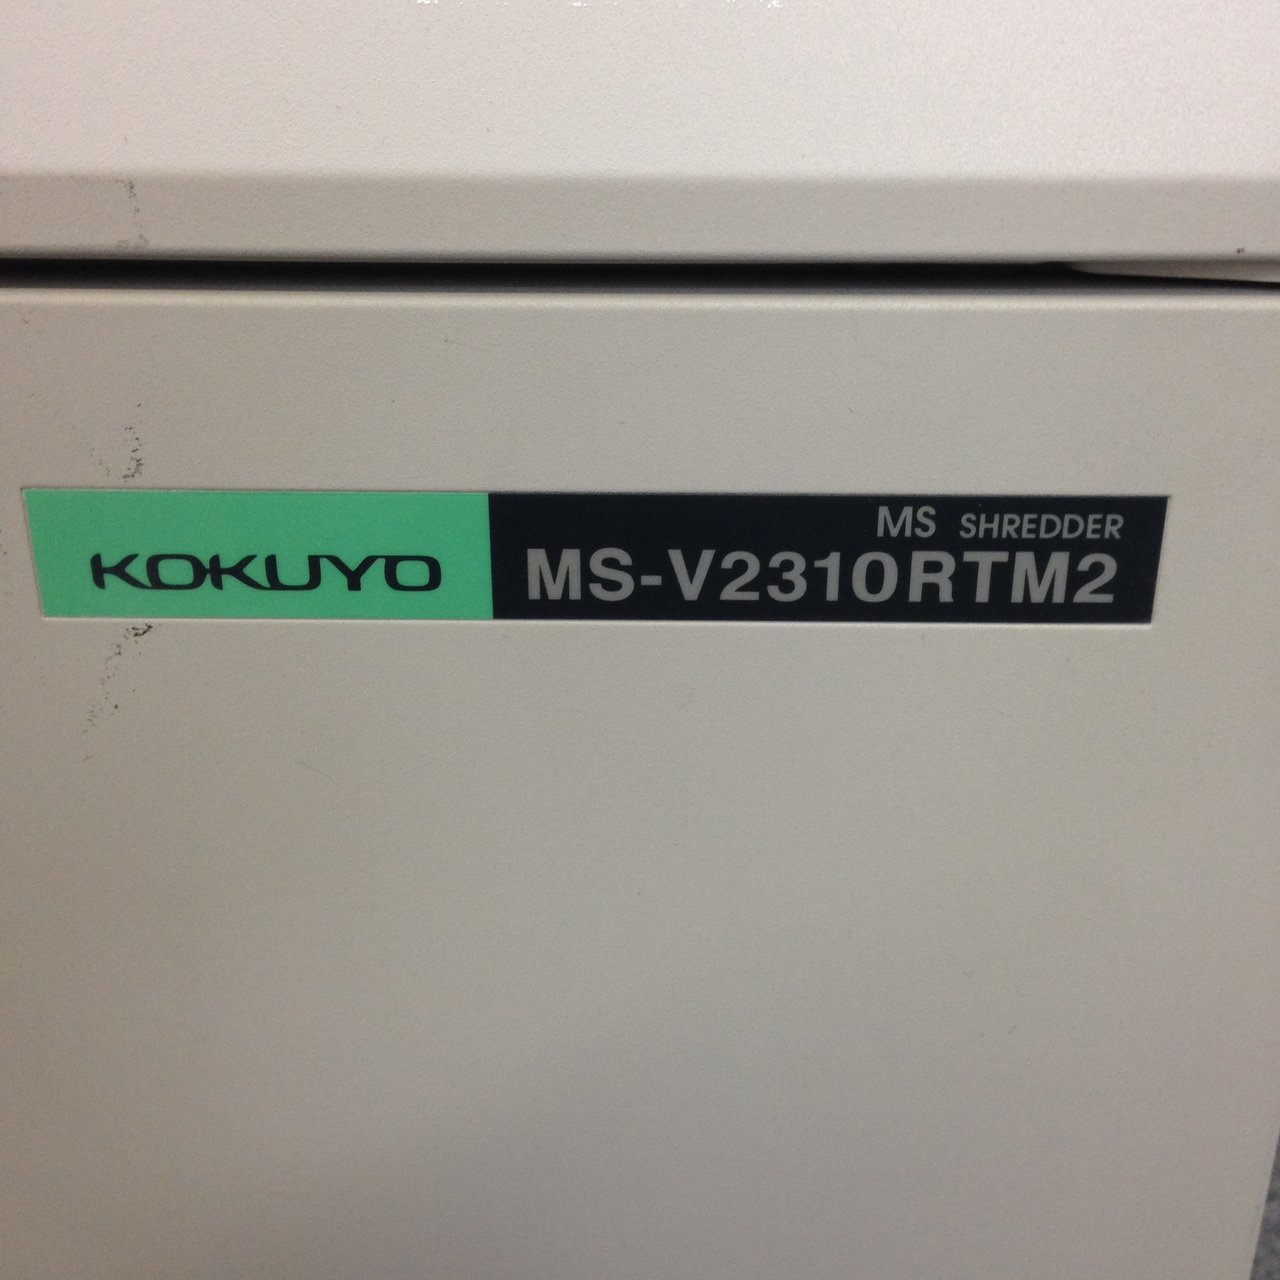 KOKUYO
MS SHREDDER
MS-V2310RTM2